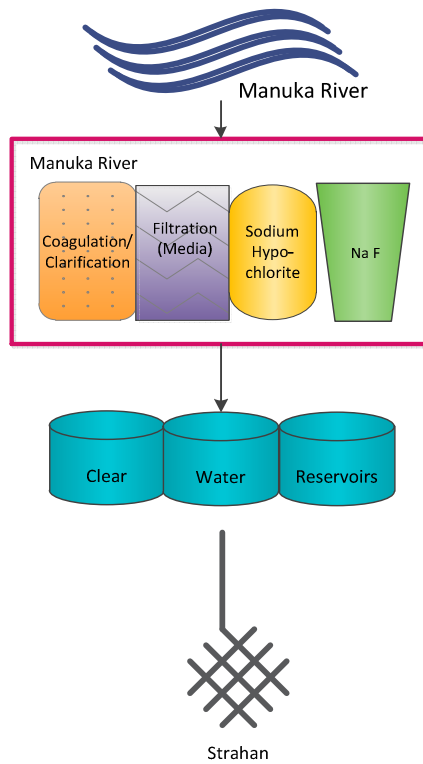 Manuka River
Manuka River
Coagulation/
Clarification
Filtration
(Media)
Sodium
Hypo-
chlorite
Na F
Clear
Water
Reservoirs
Strahan